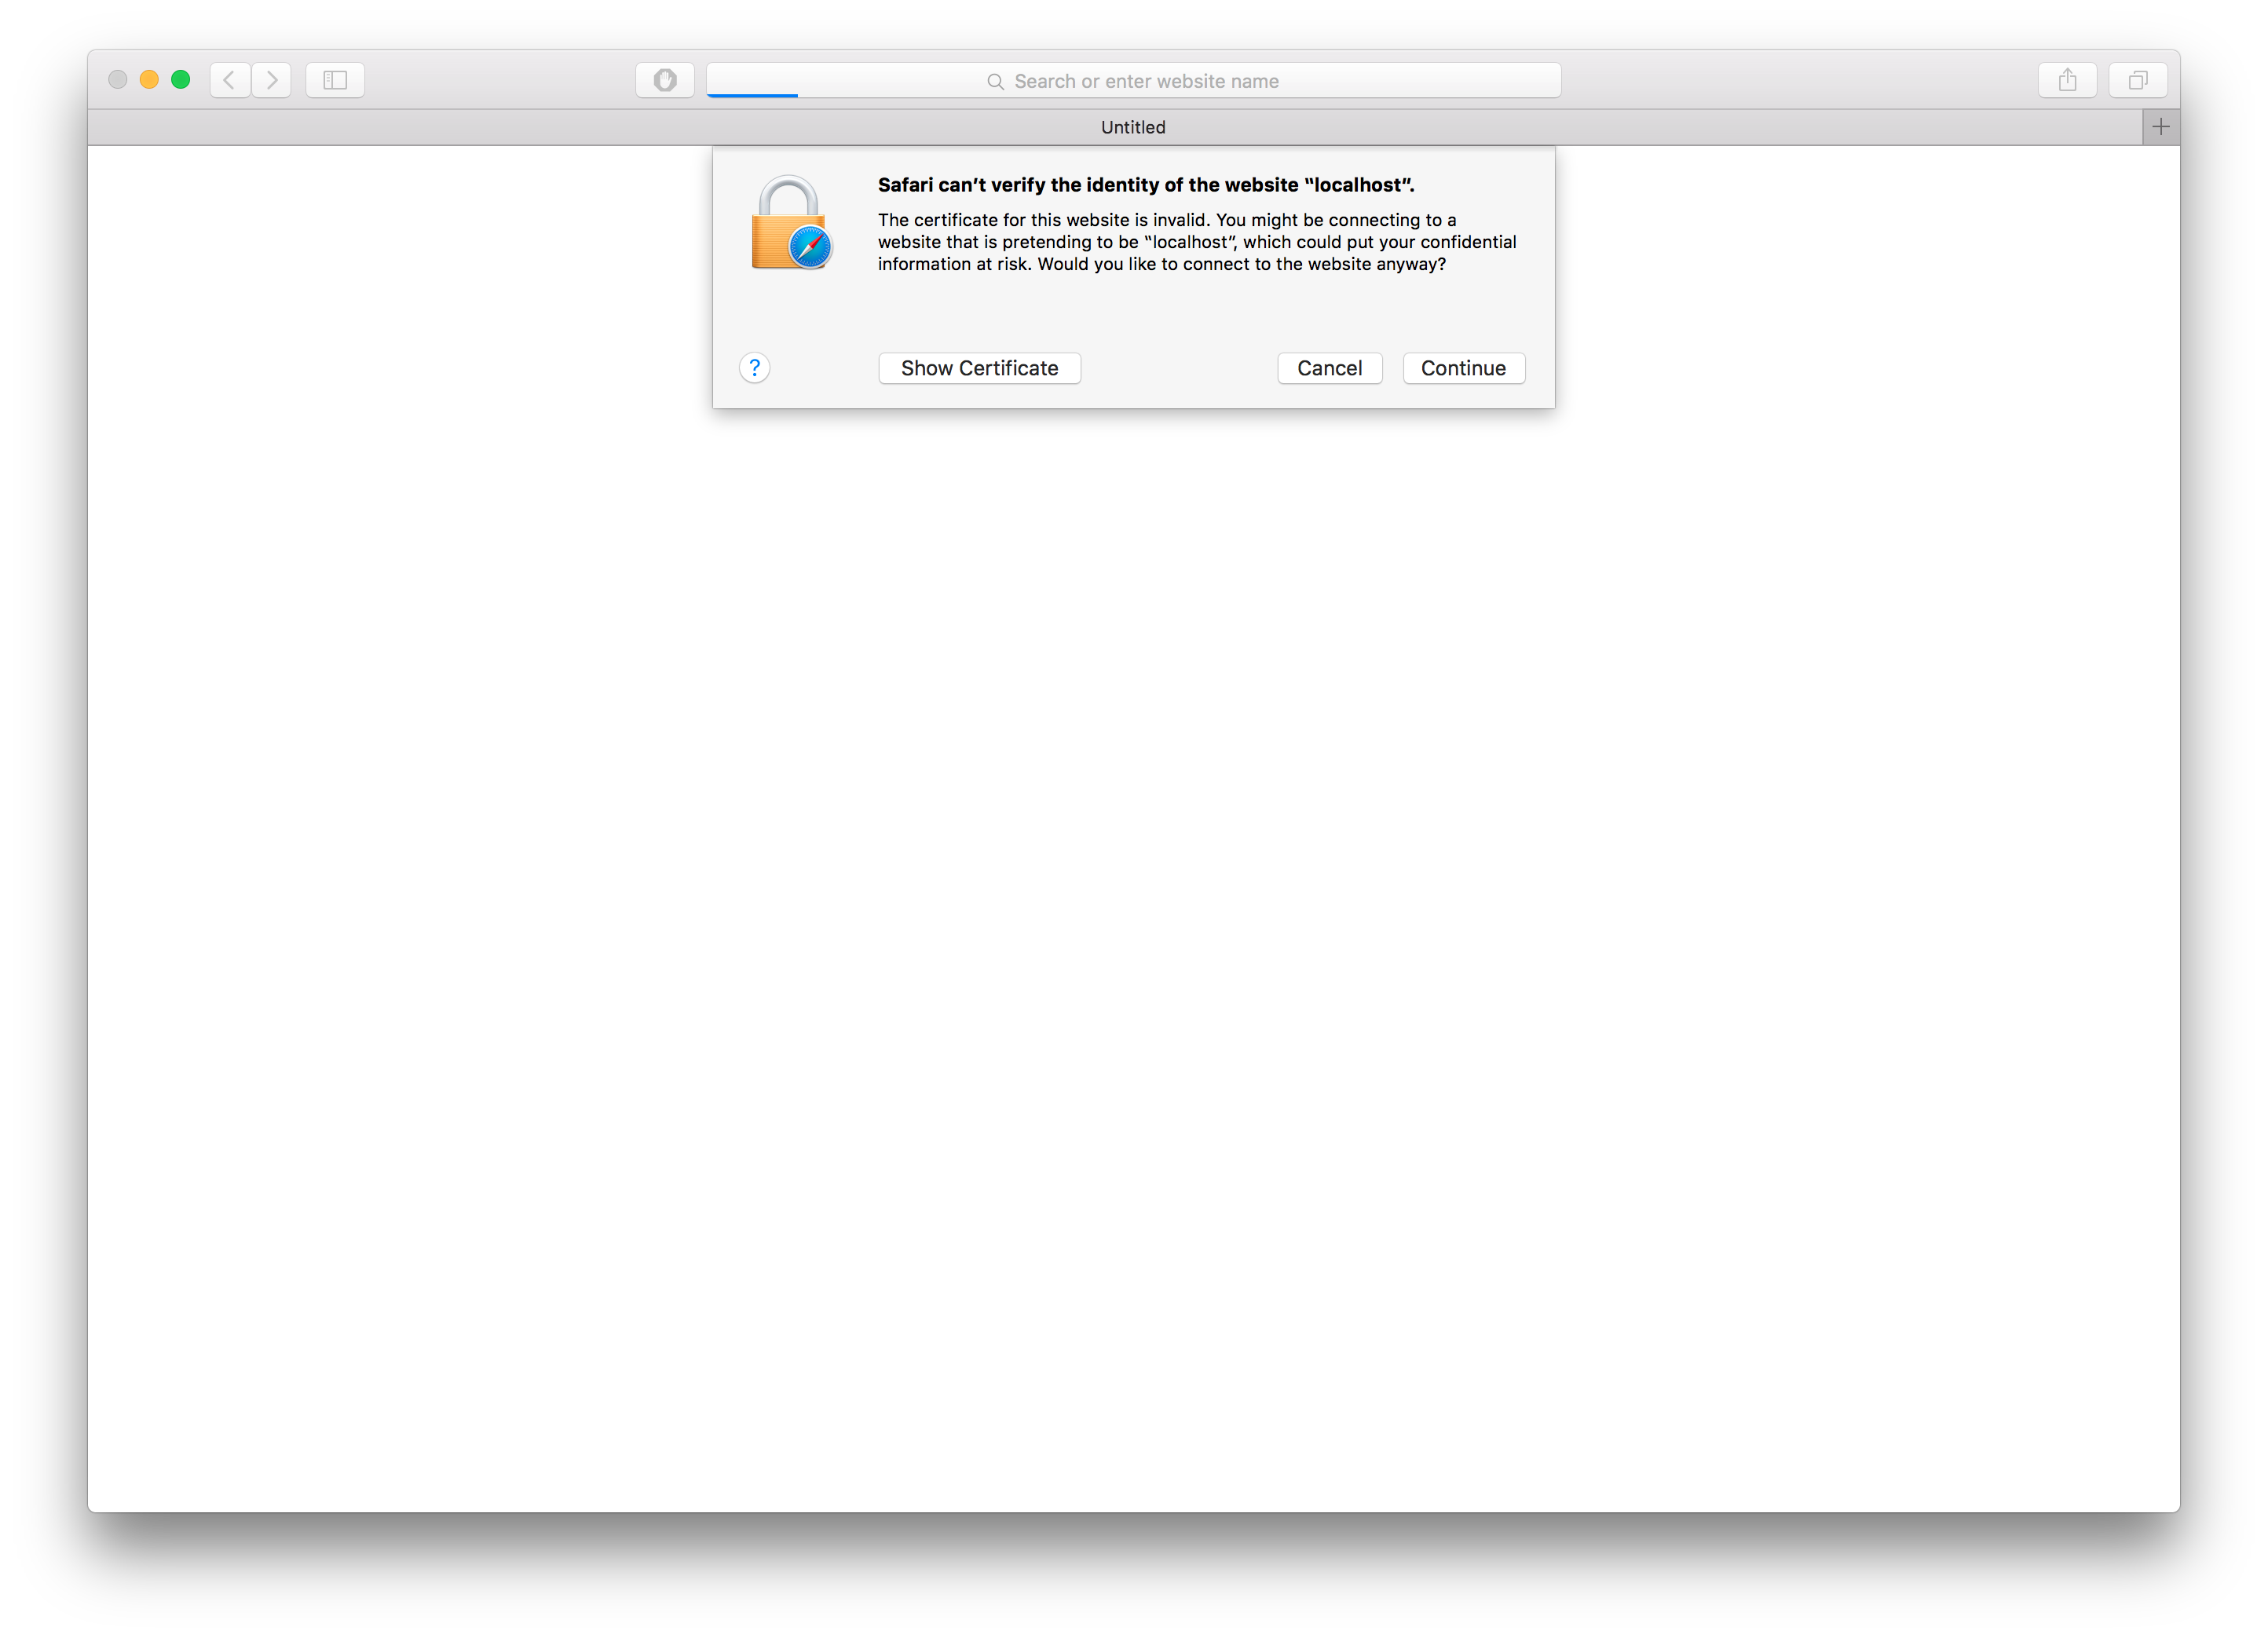 Search or enter website name
Untitled
Safari can’t verify the identity of the website “localhost”.
The certificate for this website is invalid. You might be connecting to a
website that is pretending to be “localhost”, which could put your confidential
information at risk. Would you like to connect to the website anyway?
?
Show Certificate
Cancel
Continue